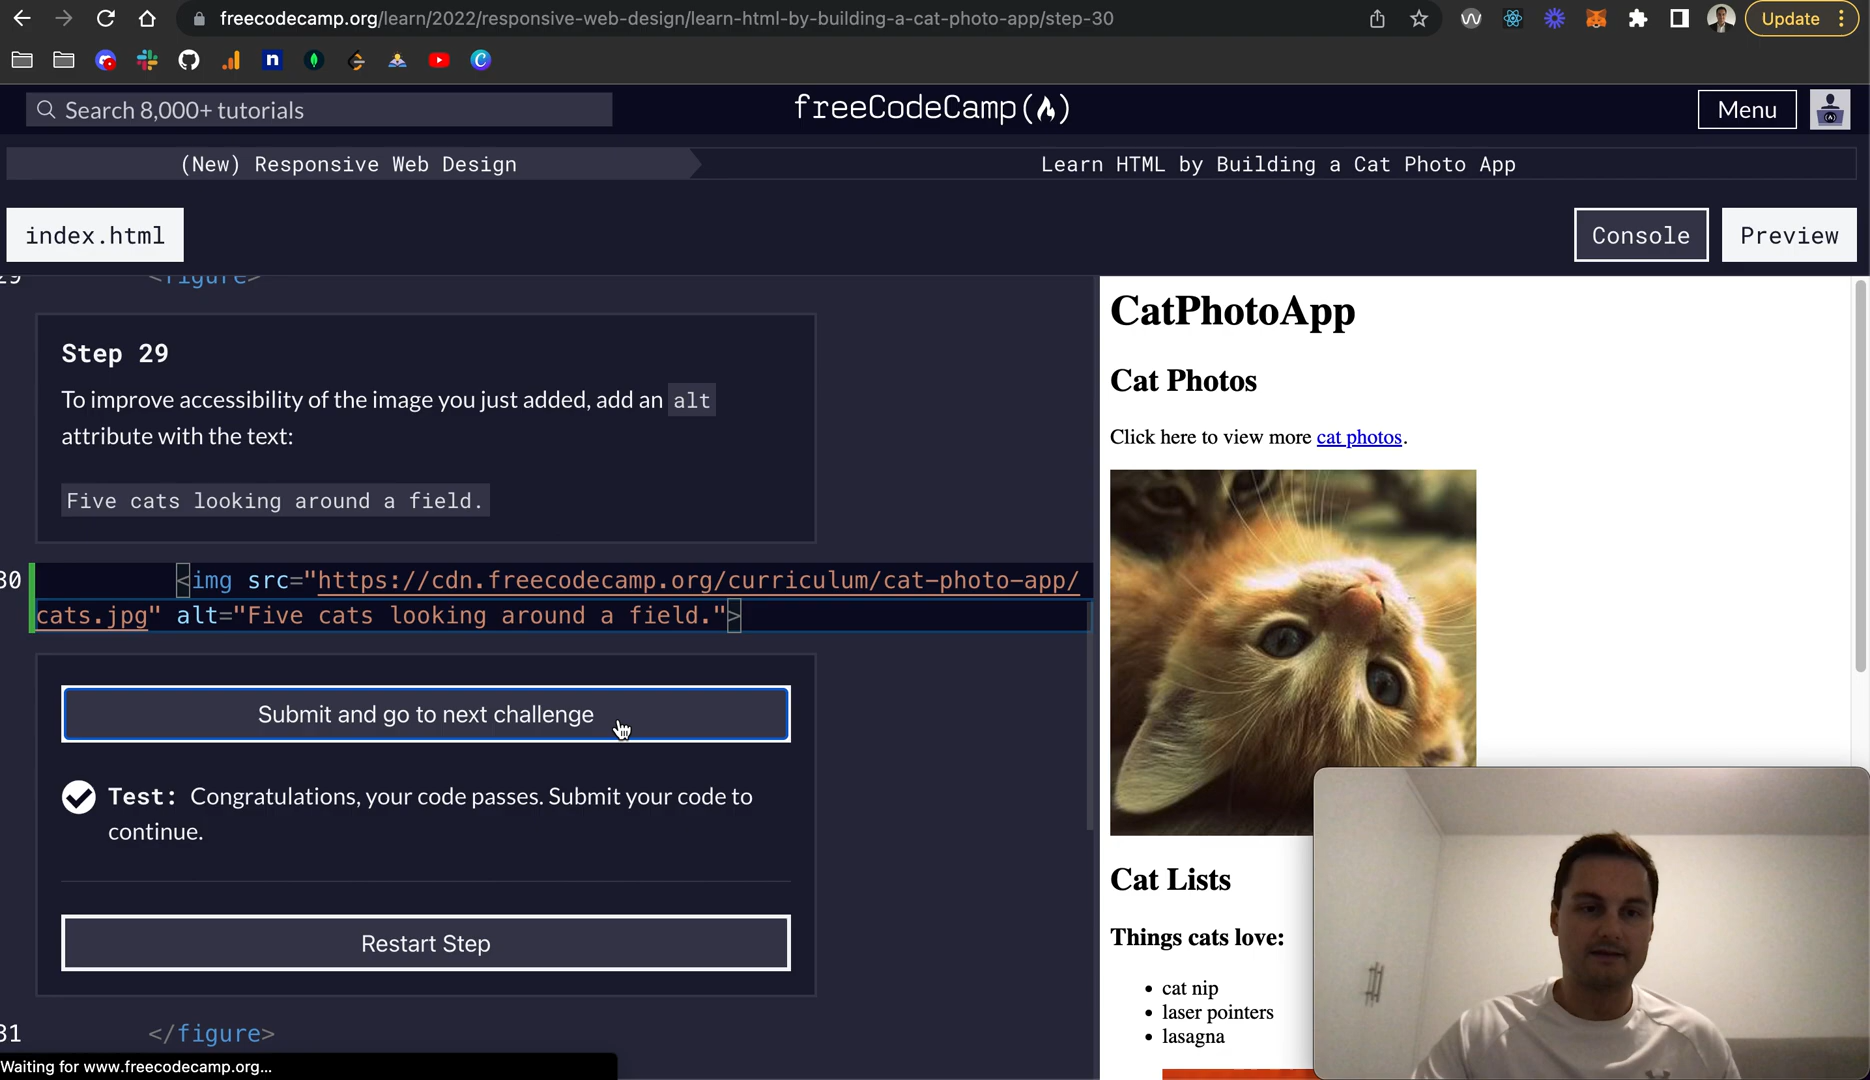 freecodecamp.org/learn/2022/responsive-web-design/learn-html-by-building-a-cat-photo-app/step-30
Update
Search 8,000+ tutorials
freeCodeCamp
Menu
(New) Responsive Web Design
Learn HTML by Building a Cat Photo App
index.html
Console
Preview
29 <figure>
Step 29
To improve accessibility of the image you just added, add an alt
attribute with the text:
Five cats looking around a field.
30 <img src="https://cdn.freecodecamp.org/curriculum/cat-photo-app/
cats.jpg" alt="Five cats looking around a field.">
Submit and go to next challenge
Test: Congratulations, your code passes. Submit your code to
continue.
Restart Step
31 </figure>
Waiting for www.freecodecamp.org...
CatPhotoApp
Cat Photos
Click here to view more cat photos.
Cat Lists
Things cats love:
• cat nip
• laser pointers
• lasagna